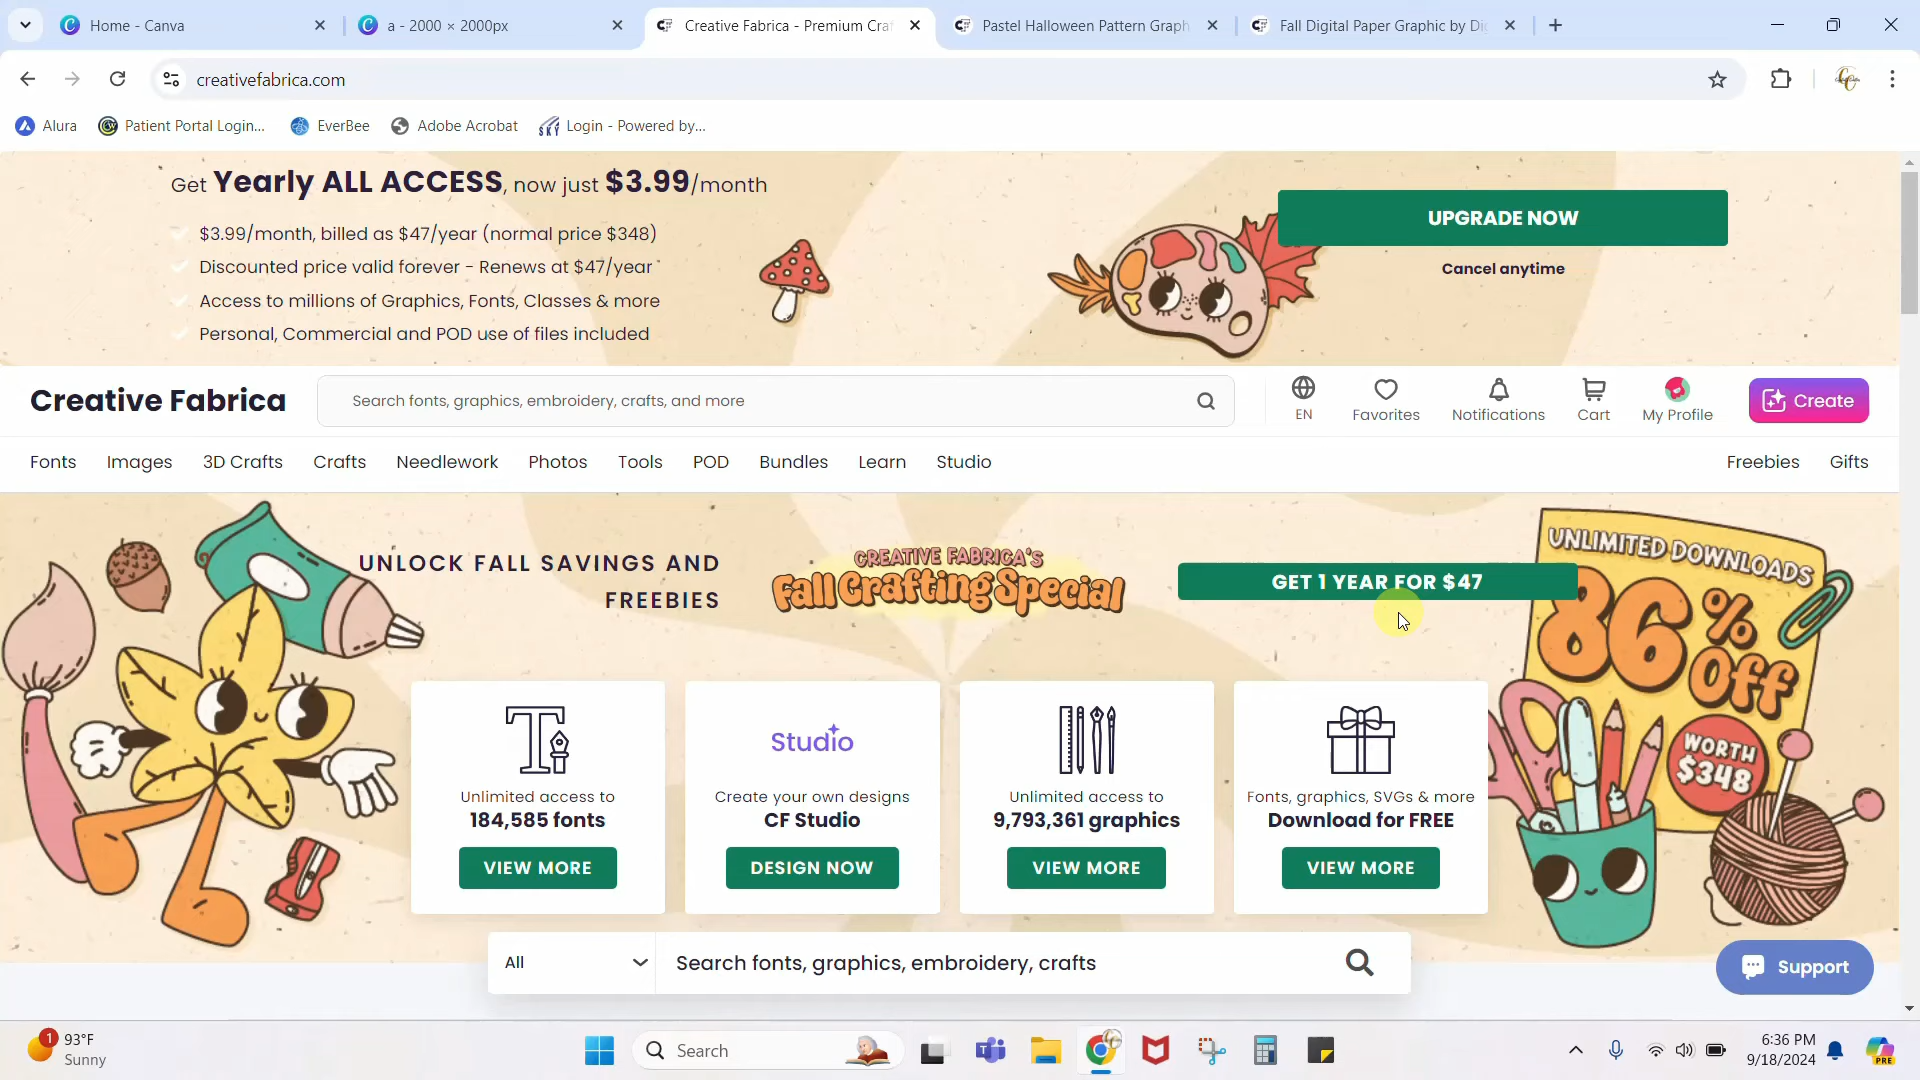 Home - Canva
a - 2000 × 2000px
Creative Fabrica - Premium Cra
Pastel Halloween Pattern Graph
Fall Digital Paper Graphic by Di
creativefabrica.com
Alura
Patient Portal Login...
EverBee
Adobe Acrobat
Login - Powered by...
Get Yearly ALL ACCESS, now just $3.99/month
$3.99/month, billed as $47/year (normal price $348)
Discounted price valid forever - Renews at $47/year
Access to millions of Graphics, Fonts, Classes & more
Personal, Commercial and POD use of files included
UPGRADE NOW
Cancel anytime
Creative Fabrica
Search fonts, graphics, embroidery, crafts, and more
EN
Favorites
Notifications
Cart
My Profile
Create
Fonts
Images
3D Crafts
Crafts
Needlework
Photos
Tools
POD
Bundles
Learn
Studio
Freebies
Gifts
UNLOCK FALL SAVINGS AND
FREEBIES
CREATIVE FABRICA'S
Fall Crafting Special
GET 1 YEAR FOR $47
UNLIMITED DOWNLOADS
86%
Off
WORTH
$348
Unlimited access to
184,585 fonts
VIEW MORE
Studio
Create your own designs
CF Studio
DESIGN NOW
Unlimited access to
9,793,361 graphics
VIEW MORE
Fonts, graphics, SVGs & more
Download for FREE
VIEW MORE
All
Search fonts, graphics, embroidery, crafts
Support
1
93°F
Sunny
Search
6:36 PM
9/18/2024
PRE